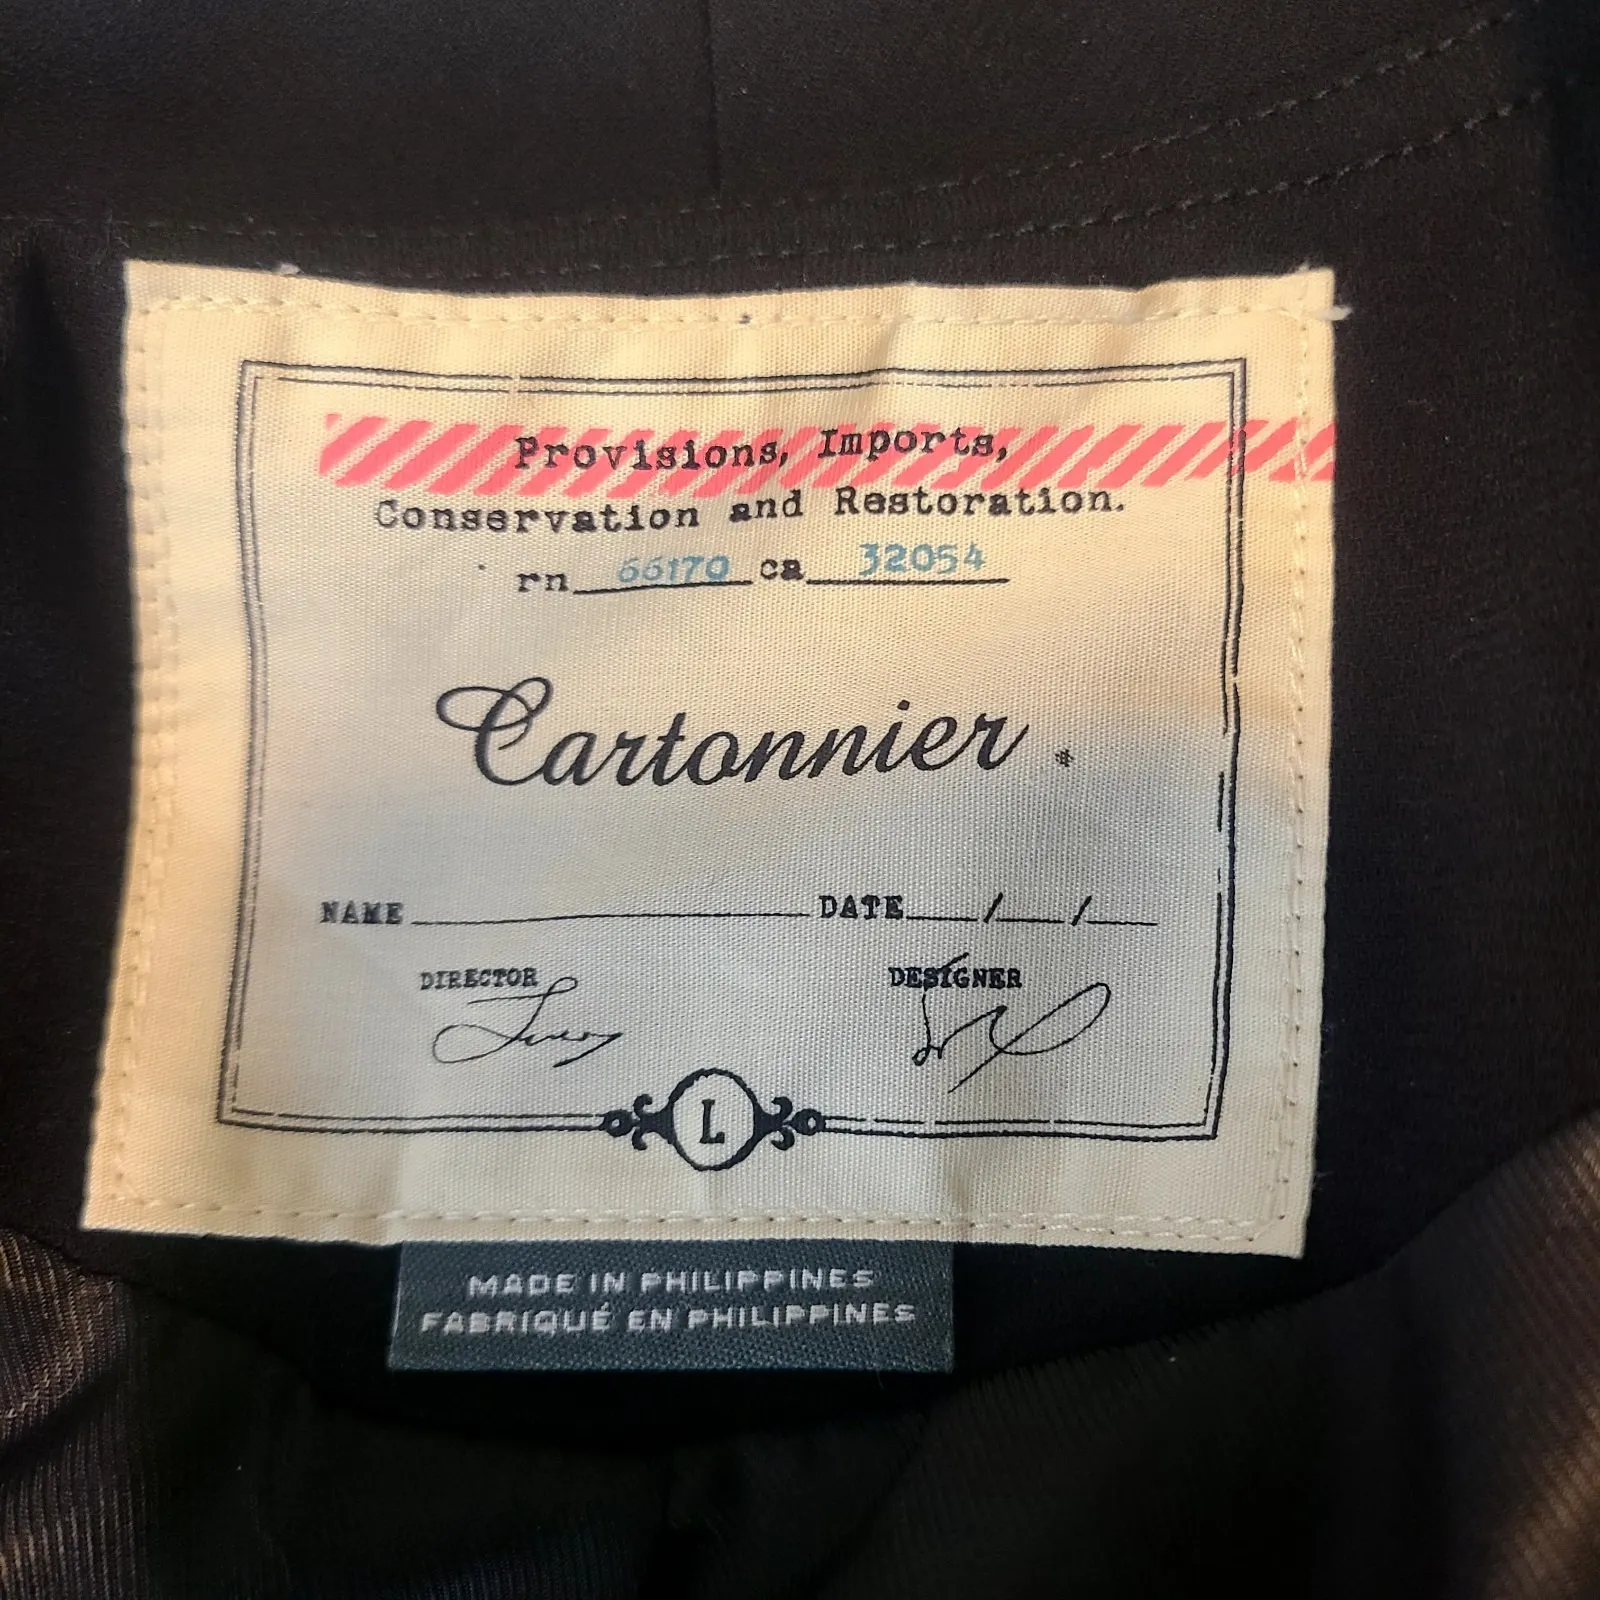 Provisions, Imports,
Conservation and Restoration.
rn 66170 ca 32054
Cartonnier
NAME DATE / /
DIRECTOR DESIGNER
L
MADE IN PHILIPPINES
FABRIQUÉ EN PHILIPPINES